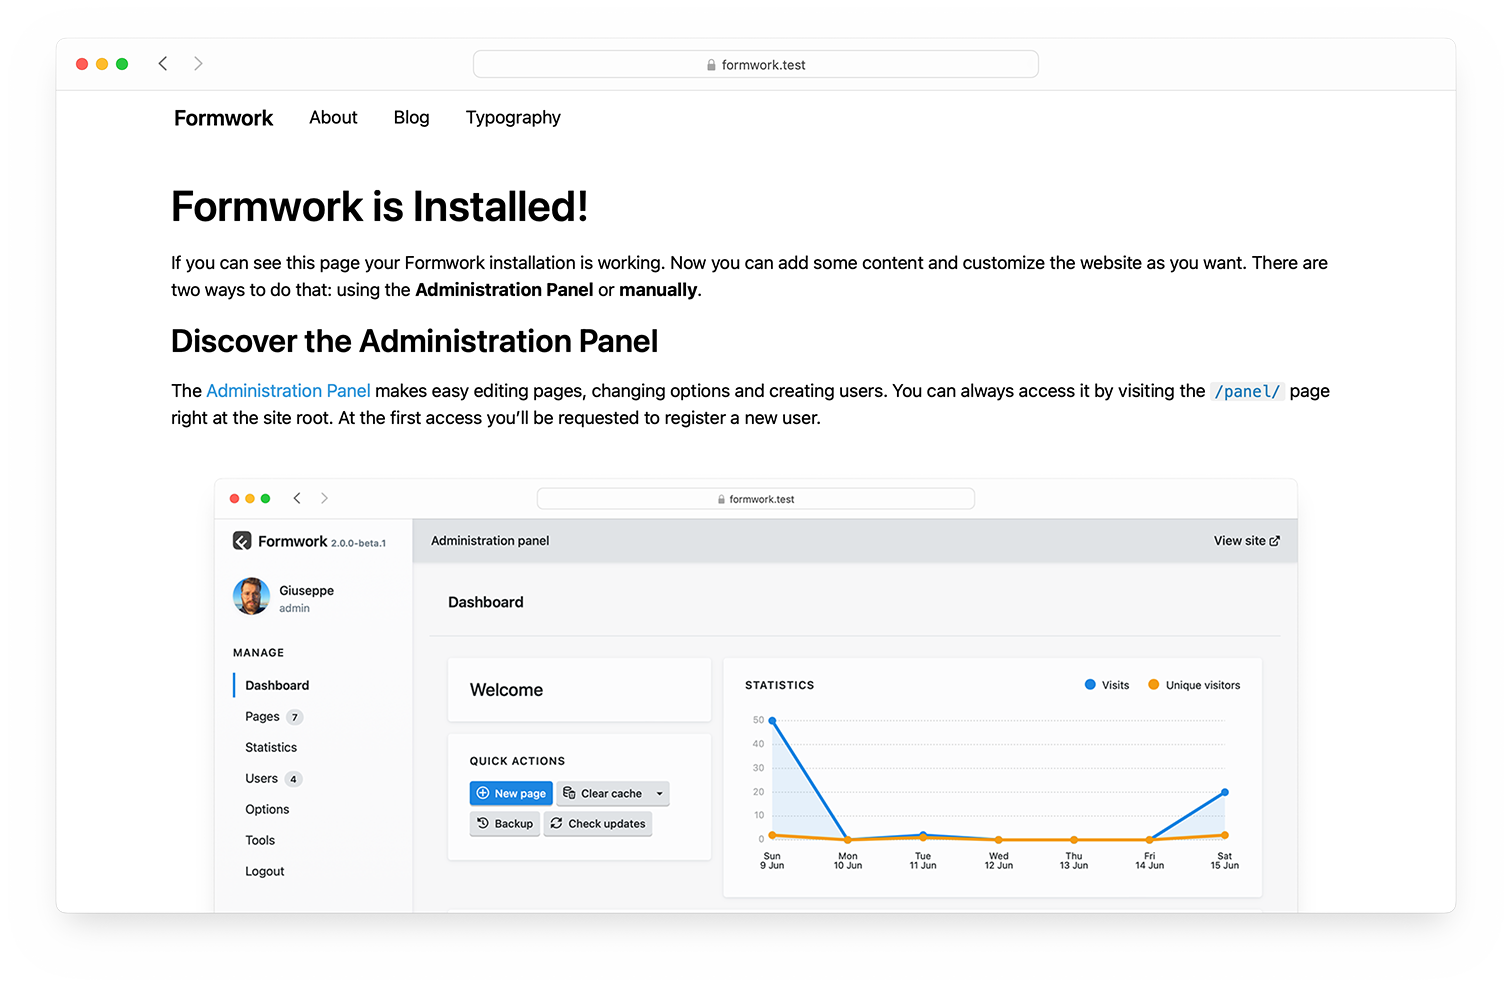 formwork.test
Formwork About Blog Typography
Formwork is Installed!
If you can see this page your Formwork installation is working. Now you can add some content and customize the website as you want. There are
two ways to do that: using the Administration Panel or manually.
Discover the Administration Panel
The Administration Panel makes easy editing pages, changing options and creating users. You can always access it by visiting the /panel/ page
right at the site root. At the first access you’ll be requested to register a new user.
formwork.test
Formwork 2.0.0-beta.1
Administration panel
View site
Giuseppe
admin
MANAGE
Dashboard
Pages 7
Statistics
Users 4
Options
Tools
Logout
Dashboard
Welcome
QUICK ACTIONS
New page Clear cache
Backup Check updates
STATISTICS
Visits Unique visitors
50
40
30
20
10
0
Sun Mon Tue Wed Thu Fri Sat
9 Jun 10 Jun 11 Jun 12 Jun 13 Jun 14 Jun 15 Jun